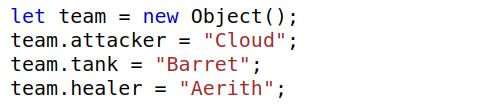 let team = new Object();
team.attacker = "Cloud";
team.tank = "Barret";
team.healer = "Aerith";